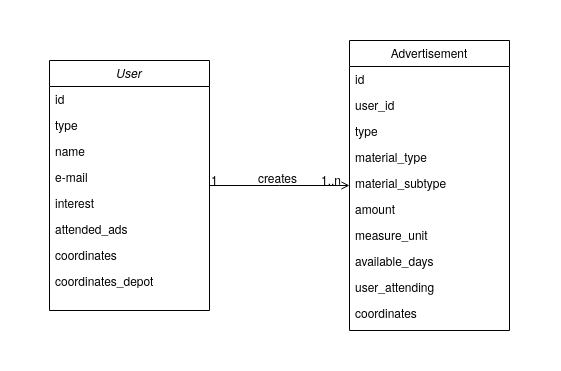 User
id
type
name
e-mail
interest
attended_ads
coordinates
coordinates_depot
1 creates 1..n
Advertisement
id
user_id
type
material_type
material_subtype
amount
measure_unit
available_days
user_attending
coordinates